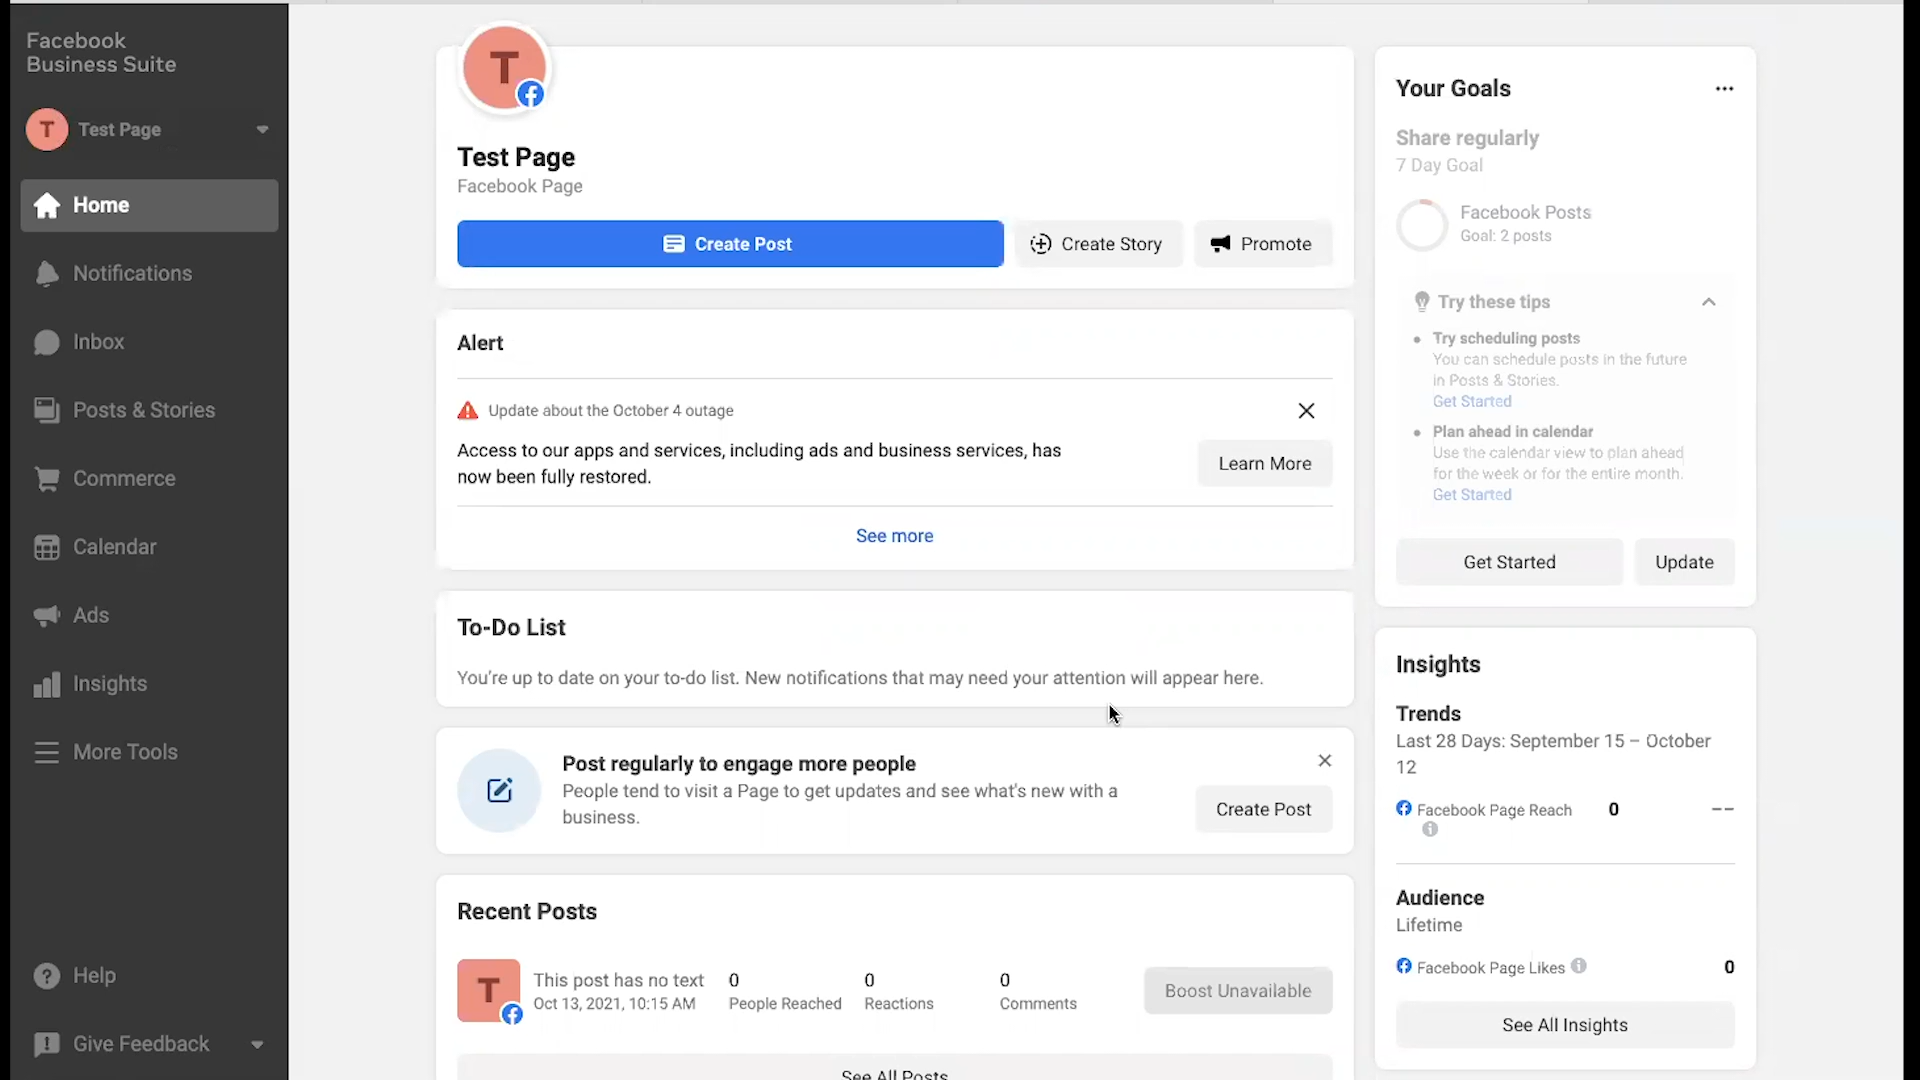 Facebook
Business Suite
T
Test Page
Home
Notifications
Inbox
Posts & Stories
Commerce
Calendar
Ads
Insights
More Tools
Help
Give Feedback
T
Test Page
Facebook Page
Create Post
Create Story
Promote
Alert
Update about the October 4 outage
Access to our apps and services, including ads and business services, has
now been fully restored.
Learn More
See more
To-Do List
You're up to date on your to-do list. New notifications that may need your attention will appear here.
Post regularly to engage more people
People tend to visit a Page to get updates and see what's new with a
business.
Create Post
Recent Posts
T
This post has no text
Oct 13, 2021, 10:15 AM
0
People Reached
0
Reactions
0
Comments
Boost Unavailable
See All Posts
Your Goals
Share regularly
7 Day Goal
Facebook Posts
Goal: 2 posts
Try these tips
Try scheduling posts
You can schedule posts in the future
in Posts & Stories.
Get Started
Plan ahead in calendar
Use the calendar view to plan ahead
for the week or for the entire month.
Get Started
Get Started
Update
Insights
Trends
Last 28 Days: September 15 – October
12
Facebook Page Reach 0 --
Audience
Lifetime
Facebook Page Likes 0
See All Insights